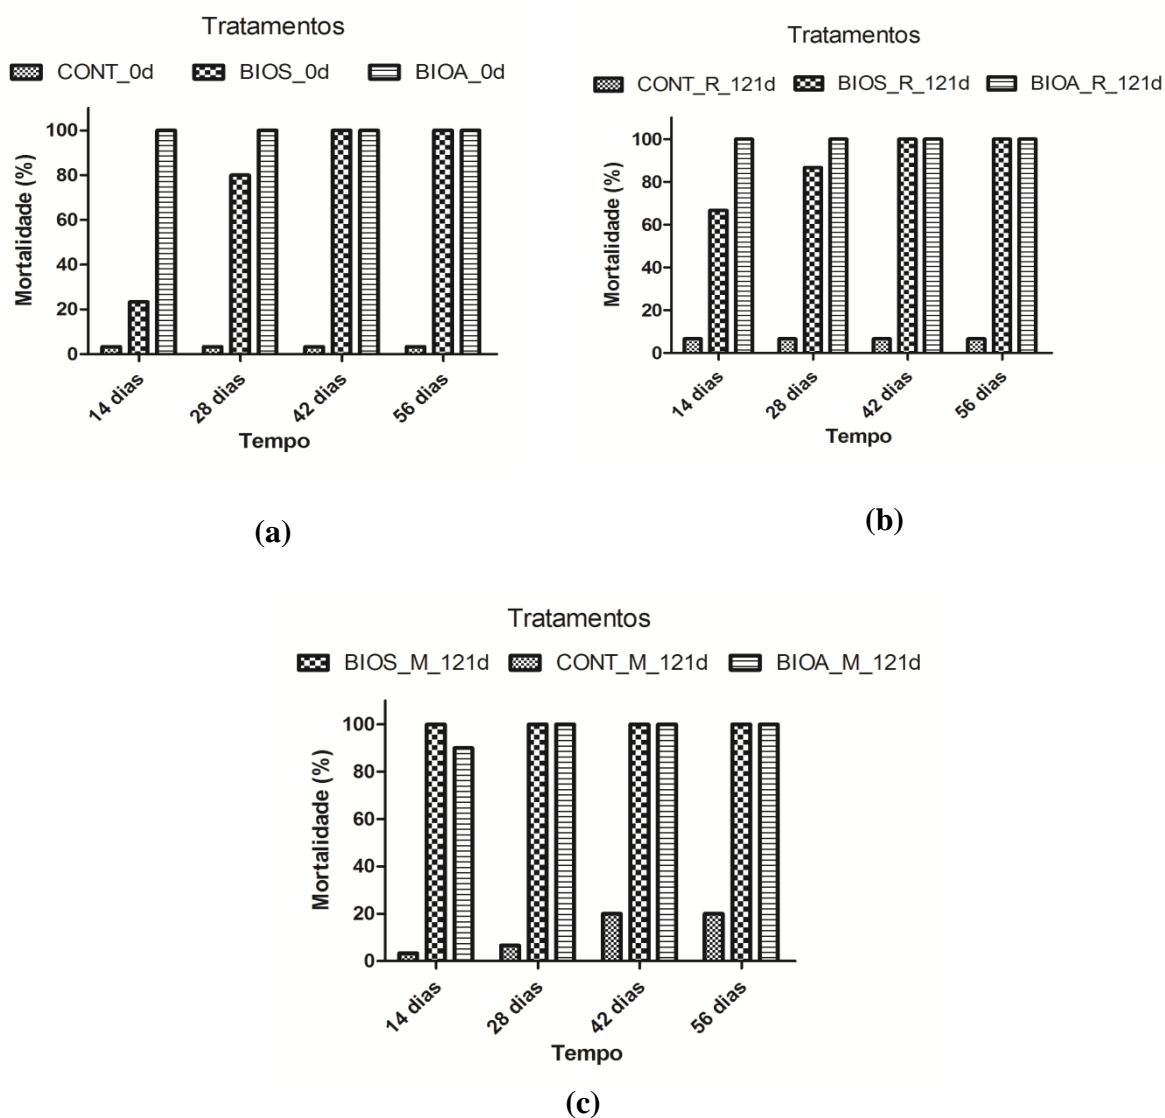 Tratamentos
CONT_0d BIOS_0d BIOA_0d
Mortalidade (%)
100
80
60
40
20
0
14 dias 28 dias 42 dias 56 dias
Tempo
(a)
Tratamentos
CONT_R_121d BIOS_R_121d BIOA_R_121d
Mortalidade (%)
100
80
60
40
20
0
14 dias 28 dias 42 dias 56 dias
Tempo
(b)
Tratamentos
BIOS_M_121d CONT_M_121d BIOA_M_121d
Mortalidade (%)
100
80
60
40
20
0
14 dias 28 dias 42 dias 56 dias
Tempo
(c)